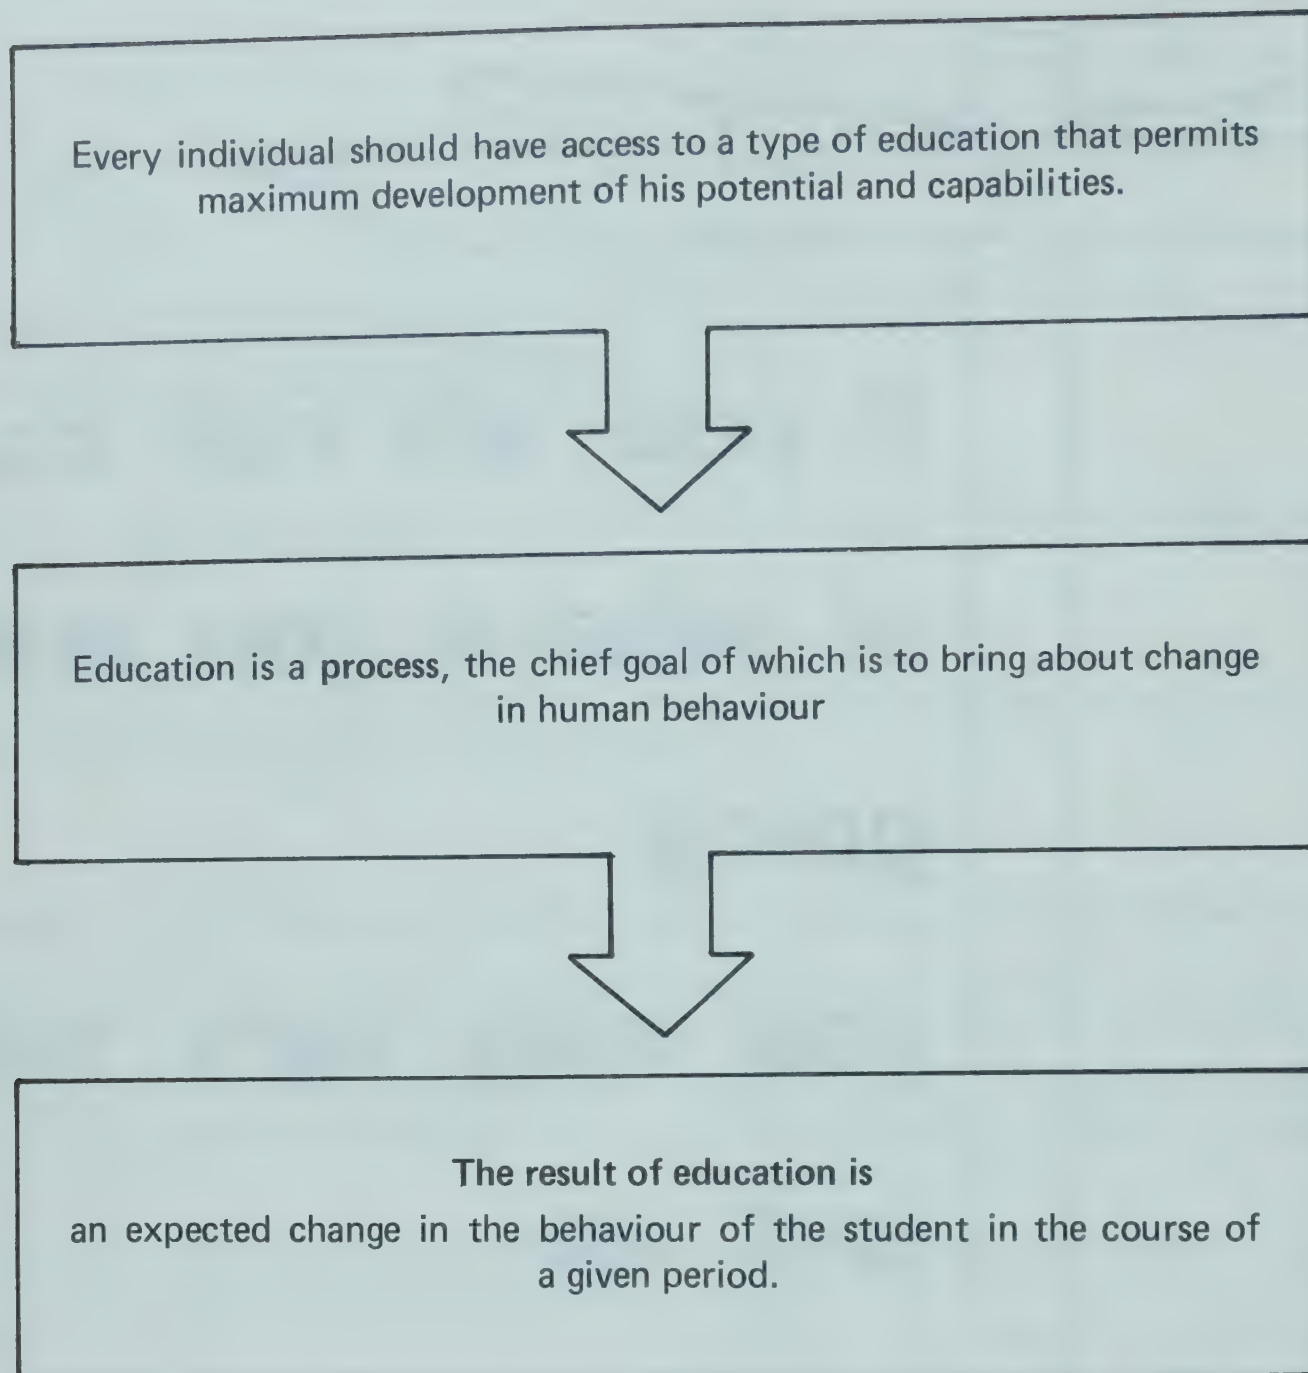 Every individual should have access to a type of education that permits
maximum development of his potential and capabilities.
Education is a process, the chief goal of which is to bring about change
in human behaviour
The result of education is
an expected change in the behaviour of the student in the course of
a given period.